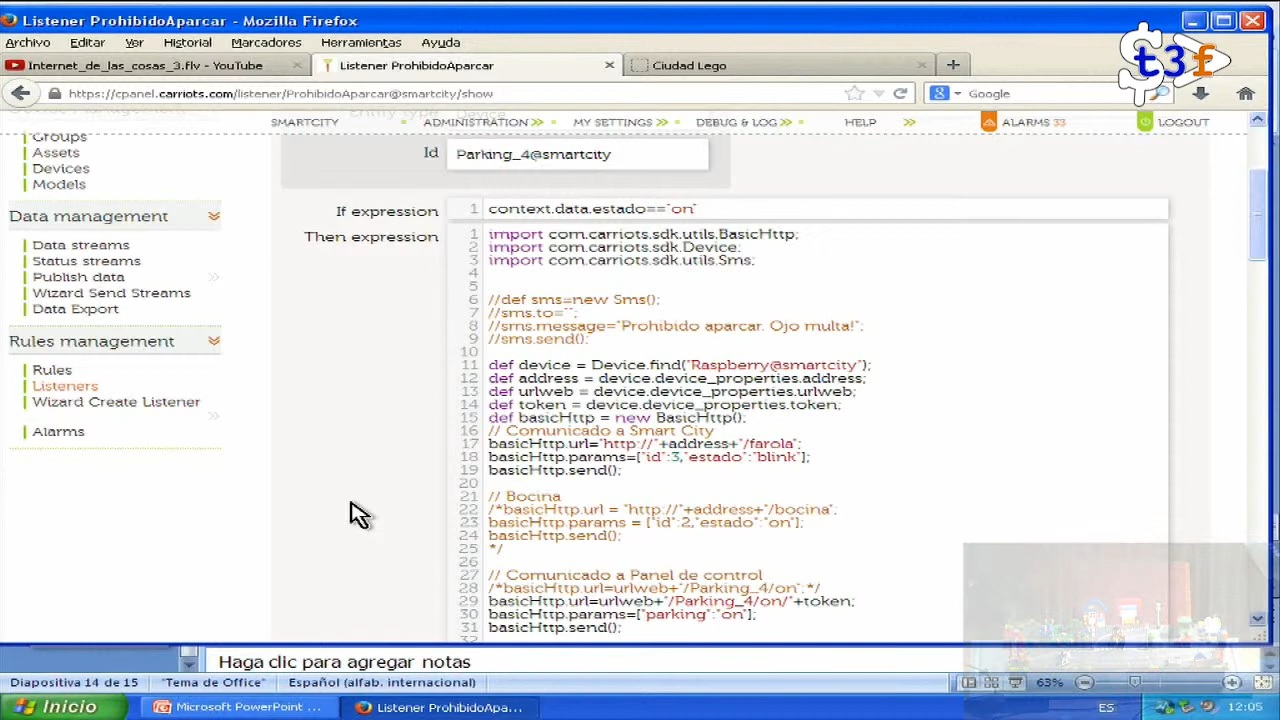 Listener ProhibidoAparcar - Mozilla Firefox
Archivo Editar Ver Historial Marcadores Herramientas Ayuda
Internet_de_las_cosas_3.flv - YouTube Listener ProhibidoAparcar Ciudad Lego
https://cpanel.carriots.com/listener/ProhibidoAparcar@smartcity/show Google
t3f
SMARTCITY ADMINISTRATION MY SETTINGS DEBUG & LOG HELP ALARMS 33 LOGOUT
Groups
Assets
Devices
Models
Data management
Data streams
Status streams
Publish data
Wizard Send Streams
Data Export
Rules management
Rules
Listeners
Wizard Create Listener
Alarms
Id Parking_4@smartcity
If expression
1 context.data.estado=="on"
Then expression
1 import com.carriots.sdk.utils.BasicHttp;
2 import com.carriots.sdk.Device;
3 import com.carriots.sdk.utils.Sms;
4
5
6 //def sms=new Sms();
7 //sms.to="";
8 //sms.message="Prohibido aparcar. Ojo multa!";
9 //sms.send();
10
11 def device = Device.find("Raspberry@smartcity");
12 def address = device.device_properties.address;
13 def urlweb = device.device_properties.urlweb;
14 def token = device.device_properties.token;
15 def basicHttp = new BasicHttp();
16 // Comunicado a Smart City
17 basicHttp.url="http://"+address+"/farola";
18 basicHttp.params=["id":3,"estado":"blink"];
19 basicHttp.send();
20
21 // Bocina
22 /*basicHttp.url = "http://"+address+"/bocina";
23 basicHttp.params = ["id":2,"estado":"on"];
24 basicHttp.send();
25 */
26
27 // Comunicado a Panel de control
28 /*basicHttp.url=urlweb+"/Parking_4/on";*/
29 basicHttp.url=urlweb+"/Parking_4/on/"+token;
30 basicHttp.params=["parking":"on"];
31 basicHttp.send();
Haga clic para agregar notas
Diapositiva 14 de 15 "Tema de Office" Español (alfab. internacional) 63%
Inicio Microsoft PowerPoint ... Listener ProhibidoApa... ES 12:05